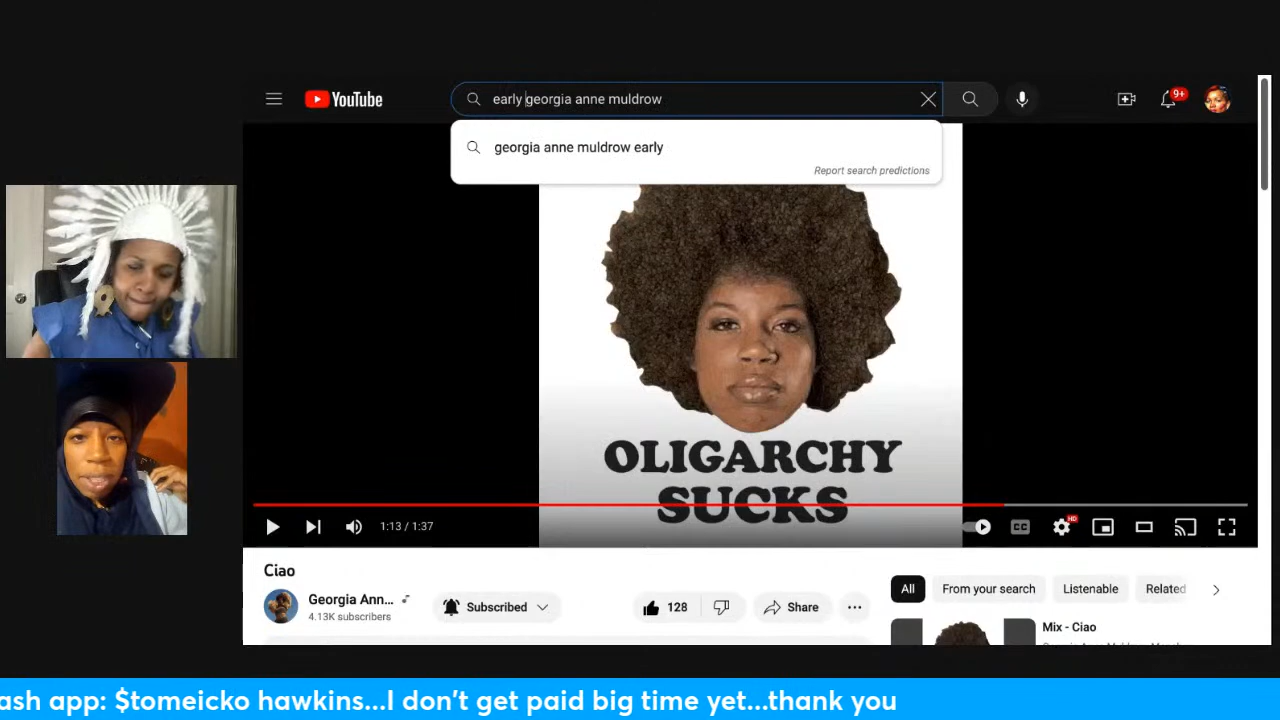 YouTube
early georgia anne muldrow
9+
georgia anne muldrow early
Report search predictions
OLIGARCHY
SUCKS
1:13 / 1:37
CC
HD
Ciao
Georgia Ann...
4.13K subscribers
Subscribed
128
Share
All
From your search
Listenable
Related
Mix - Ciao
ash app: $tomeicko hawkins...I don't get paid big time yet...thank you